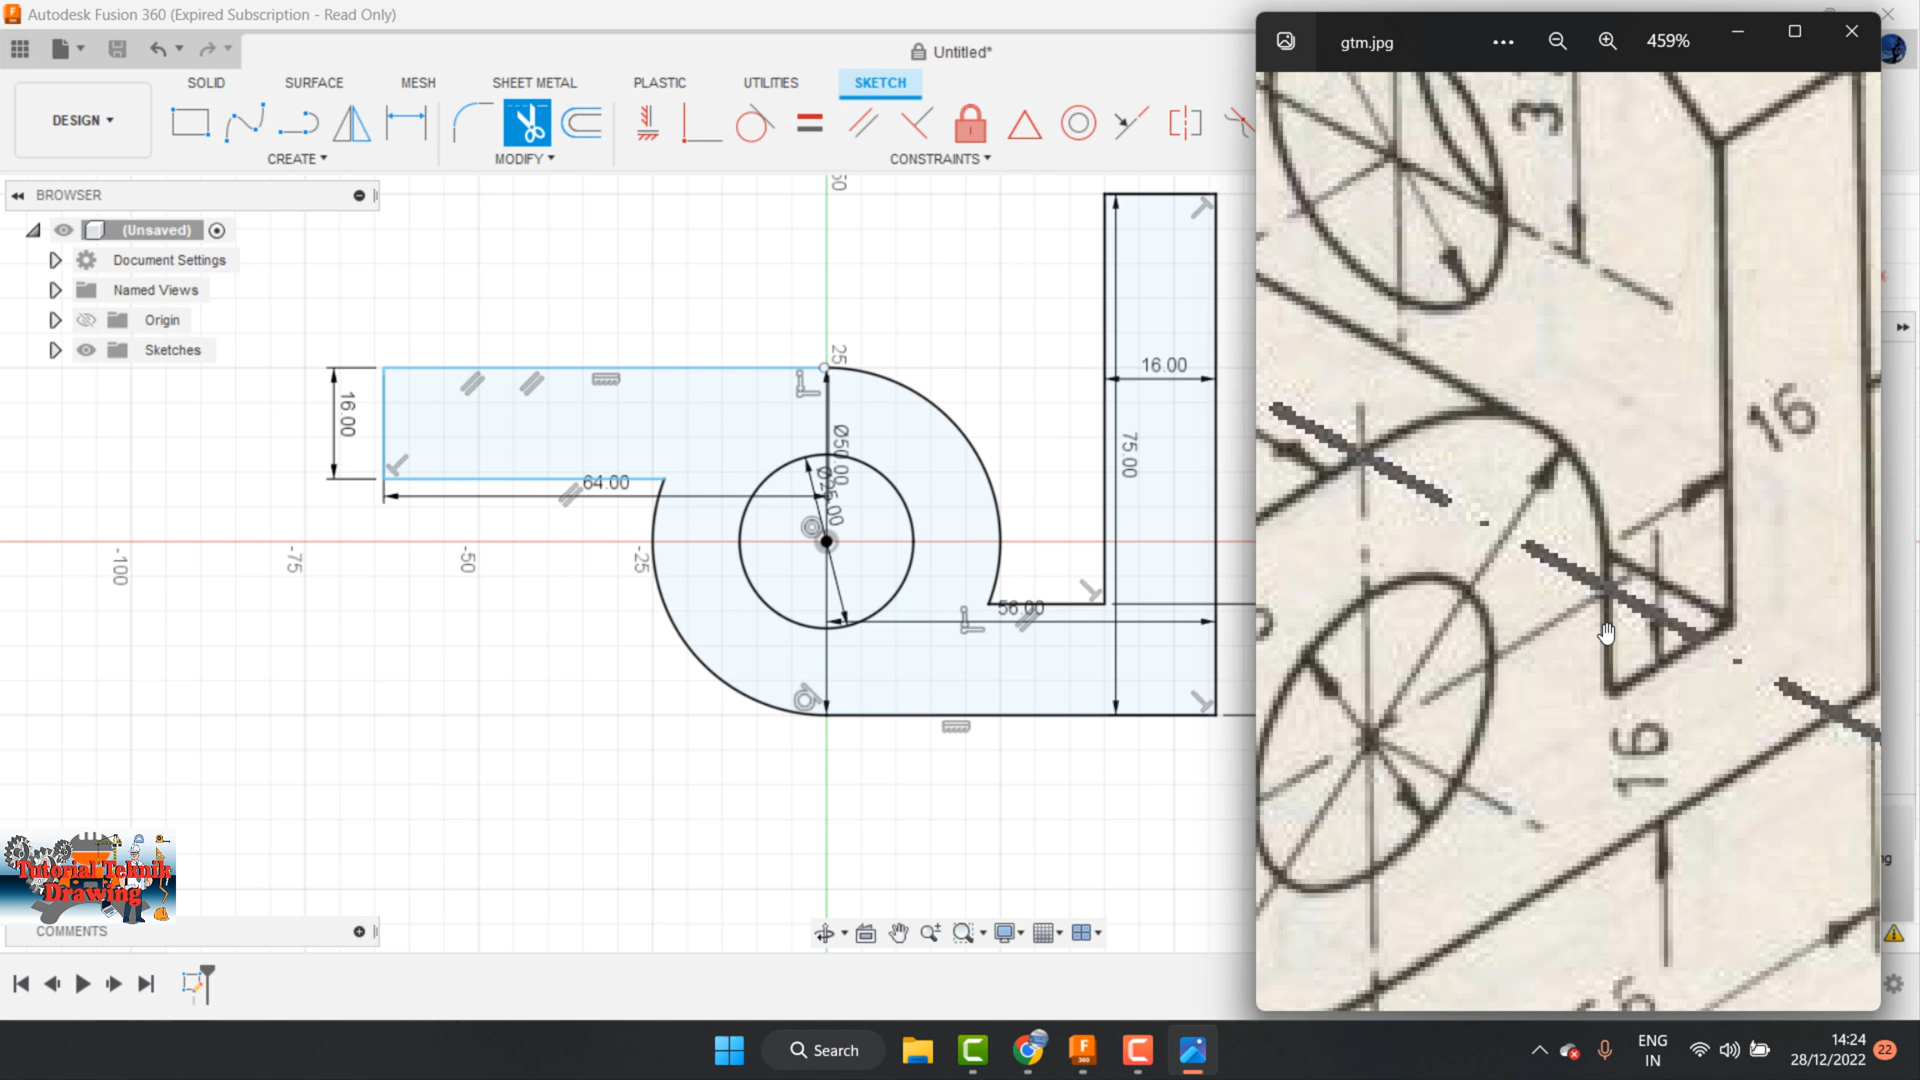 Autodesk Fusion 360 (Expired Subscription - Read Only)
Untitled*
gtm.jpg
459%
SOLID
SURFACE
MESH
SHEET METAL
PLASTIC
UTILITIES
SKETCH
DESIGN
CREATE
MODIFY
CONSTRAINTS
BROWSER
(Unsaved)
Document Settings
Named Views
Origin
Sketches
25
16.00
16.00
64.00
Ø50.00
Ø25.00
75.00
56.00
-100
-75
-50
-25
3
16
16
Tutorial Teknik
Drawing
COMMENTS
Search
F
360
ENG
IN
14:24
28/12/2022
22